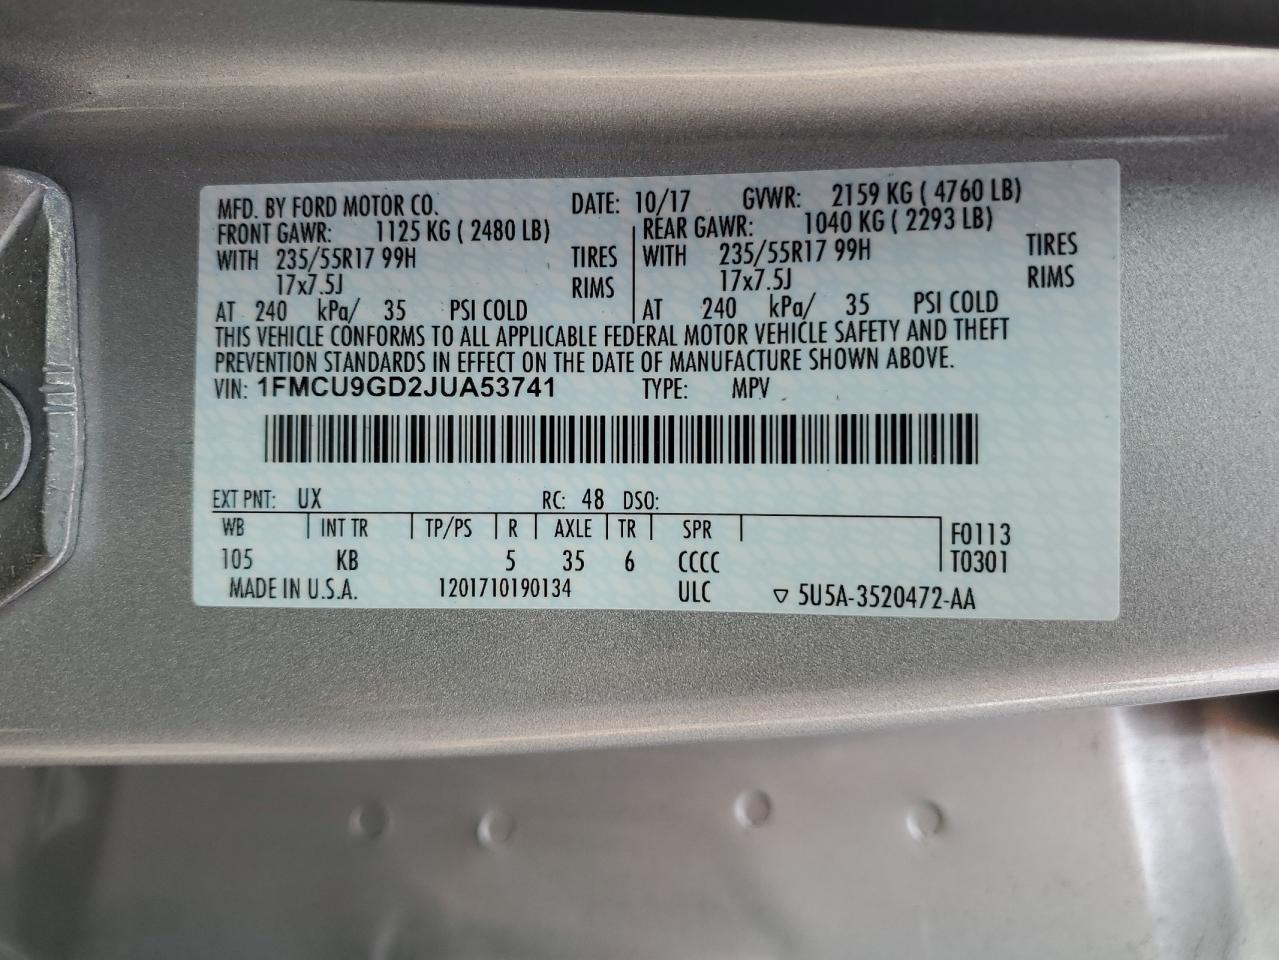 MFD. BY FORD MOTOR CO. DATE: 10/17 GVWR: 2159 KG ( 4760 LB)
FRONT GAWR: 1125 KG ( 2480 LB) REAR GAWR: 1040 KG ( 2293 LB)
WITH 235/55R17 99H TIRES WITH 235/55R17 99H TIRES
17x7.5J RIMS 17x7.5J RIMS
AT 240 kPa/ 35 PSI COLD AT 240 kPa/ 35 PSI COLD
THIS VEHICLE CONFORMS TO ALL APPLICABLE FEDERAL MOTOR VEHICLE SAFETY AND THEFT
PREVENTION STANDARDS IN EFFECT ON THE DATE OF MANUFACTURE SHOWN ABOVE.
VIN: 1FMCU9GD2JUA53741 TYPE: MPV
EXT PNT: UX RC: 48 DSO:
WB INT TR TP/PS R AXLE TR SPR F0113
105 KB 5 35 6 CCCC T0301
MADE IN U.S.A. 1201710190134 ULC ▽ 5U5A-3520472-AA